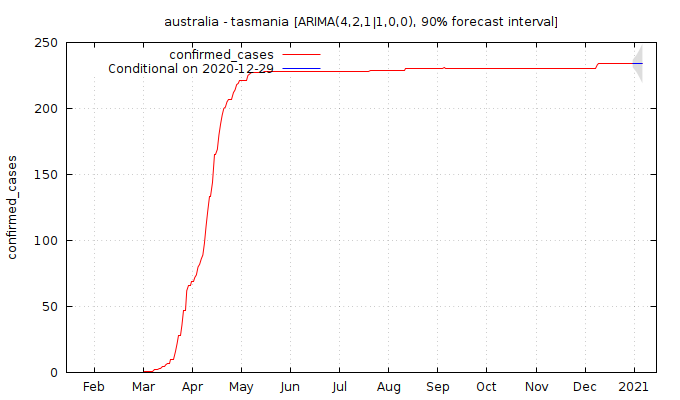 australia - tasmania [ARIMA(4,2,1|1,0,0), 90% forecast interval]
confirmed_cases
Conditional on 2020-12-29
confirmed_cases
250
200
150
100
50
0
Feb Mar Apr May Jun Jul Aug Sep Oct Nov Dec 2021